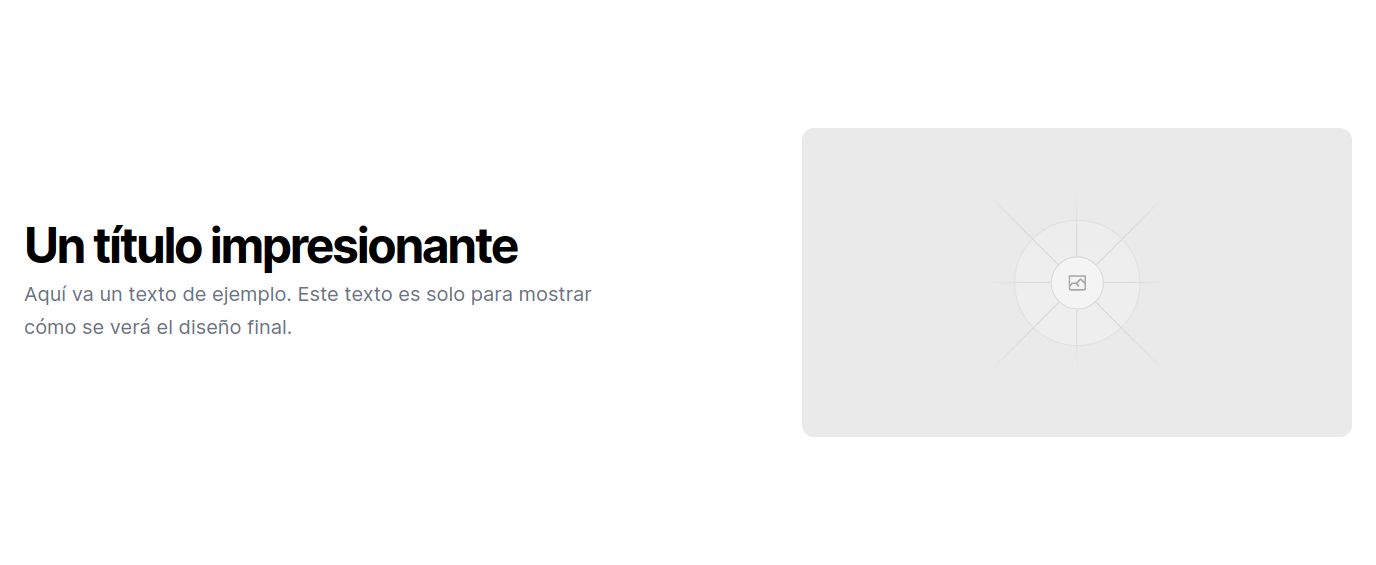 Un título impresionante
Aquí va un texto de ejemplo. Este texto es solo para mostrar
cómo se verá el diseño final.